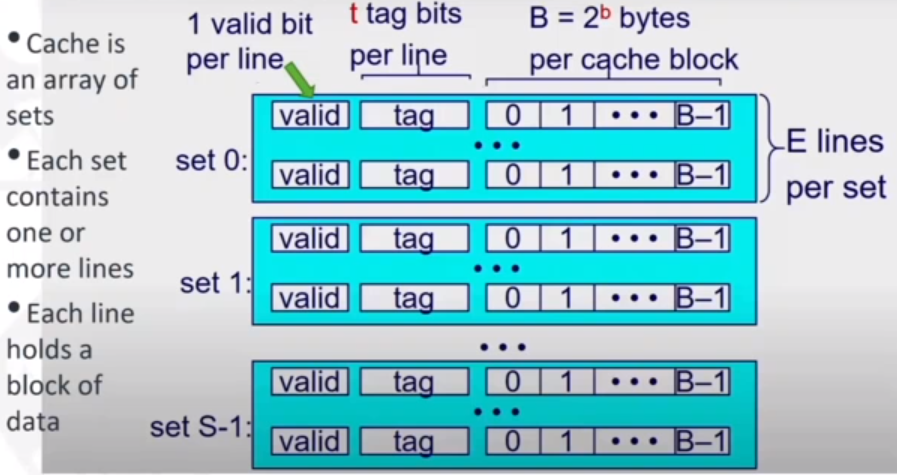 • Cache is
an array of
sets
• Each set
contains
one or
more lines
• Each line
holds a
block of
data
1 valid bit
per line
t tag bits
per line
B = 2ᵇ bytes
per cache block
set 0:
valid tag 0 1 • • • B–1
• • •
valid tag 0 1 • • • B–1
E lines
per set
set 1:
valid tag 0 1 • • • B–1
• • •
valid tag 0 1 • • • B–1
• • •
set S-1:
valid tag 0 1 • • • B–1
• • •
valid tag 0 1 • • • B–1